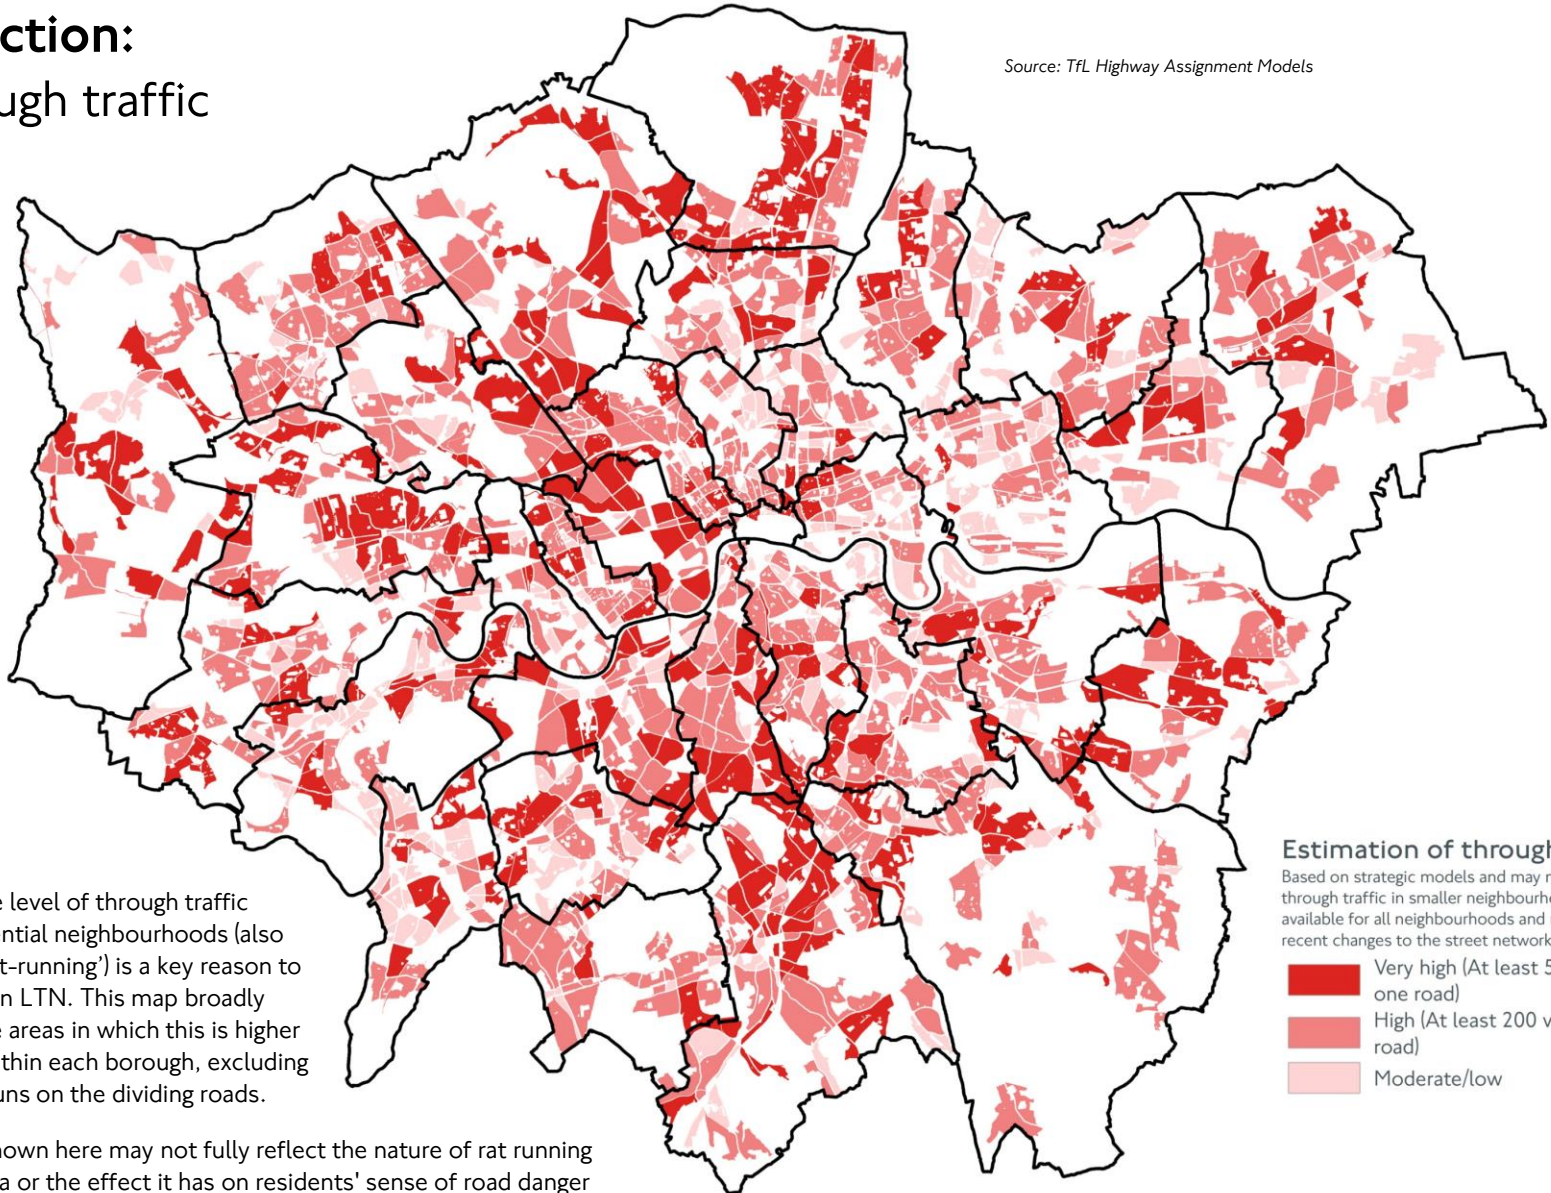 ction:
ugh traffic
Source: TfL Highway Assignment Models
e level of through traffic
ential neighbourhoods (also
t-running’) is a key reason to
n LTN. This map broadly
e areas in which this is higher
thin each borough, excluding
uns on the dividing roads.
hown here may not fully reflect the nature of rat running
a or the effect it has on residents' sense of road danger
Estimation of through
Based on strategic models and may r
through traffic in smaller neighbourh
available for all neighbourhoods and
recent changes to the street network
Very high (At least 5
one road)
High (At least 200 v
road)
Moderate/low